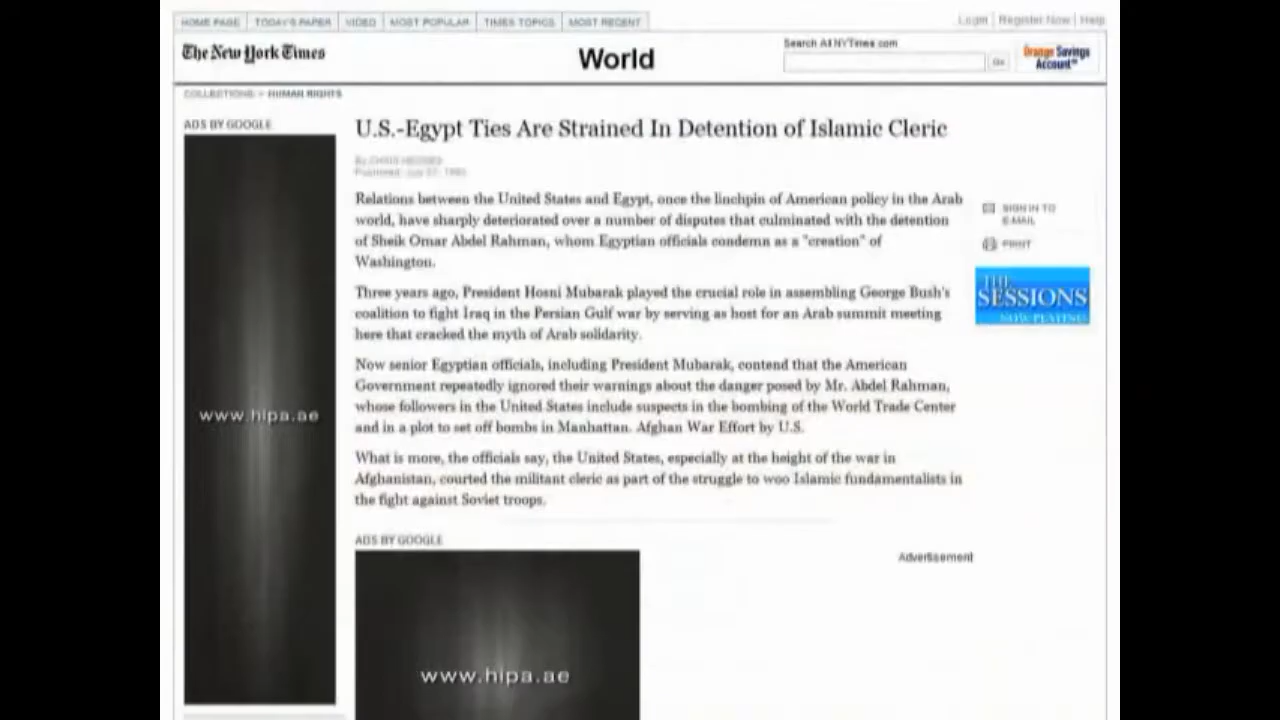 HOME PAGE TODAY'S PAPER VIDEO MOST POPULAR TIMES TOPICS MOST RECENT
Login Register Now Help
The New York Times
World
Search All NYTimes.com
Go
Orange Savings
Account
COLLECTIONS > HUMAN RIGHTS
ADS BY GOOGLE
www.hipa.ae
U.S.-Egypt Ties Are Strained In Detention of Islamic Cleric
By CHRIS HEDGES
Published: July
Relations between the United States and Egypt, once the linchpin of American policy in the Arab
world, have sharply deteriorated over a number of disputes that culminated with the detention
of Sheik Omar Abdel Rahman, whom Egyptian officials condemn as a "creation" of
Washington.
Three years ago, President Hosni Mubarak played the crucial role in assembling George Bush's
coalition to fight Iraq in the Persian Gulf war by serving as host for an Arab summit meeting
here that cracked the myth of Arab solidarity.
Now senior Egyptian officials, including President Mubarak, contend that the American
Government repeatedly ignored their warnings about the danger posed by Mr. Abdel Rahman,
whose followers in the United States include suspects in the bombing of the World Trade Center
and in a plot to set off bombs in Manhattan. Afghan War Effort by U.S.
What is more, the officials say, the United States, especially at the height of the war in
Afghanistan, courted the militant cleric as part of the struggle to woo Islamic fundamentalists in
the fight against Soviet troops.
SIGN IN TO
E-MAIL
PRINT
THE
SESSIONS
NOW PLAYING
ADS BY GOOGLE
www.hipa.ae
Advertisement